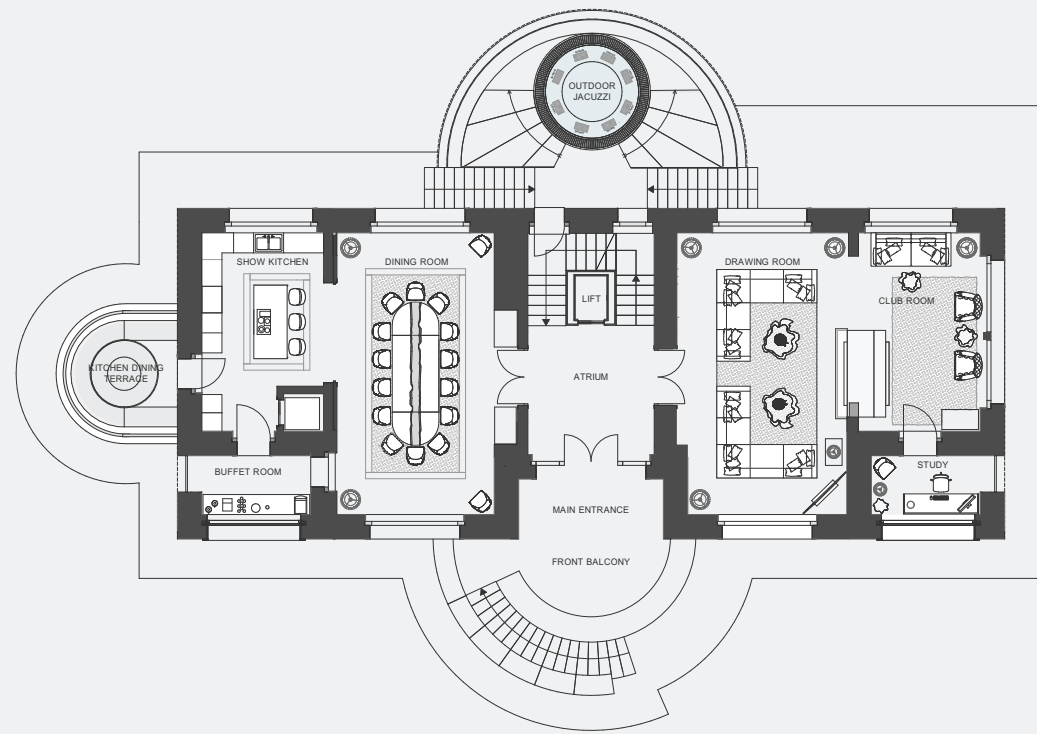 OUTDOOR
JACUZZI
SHOW KITCHEN
DINING ROOM
LIFT
DRAWING ROOM
CLUB ROOM
KITCHEN DINING
TERRACE
ATRIUM
BUFFET ROOM
STUDY
MAIN ENTRANCE
FRONT BALCONY